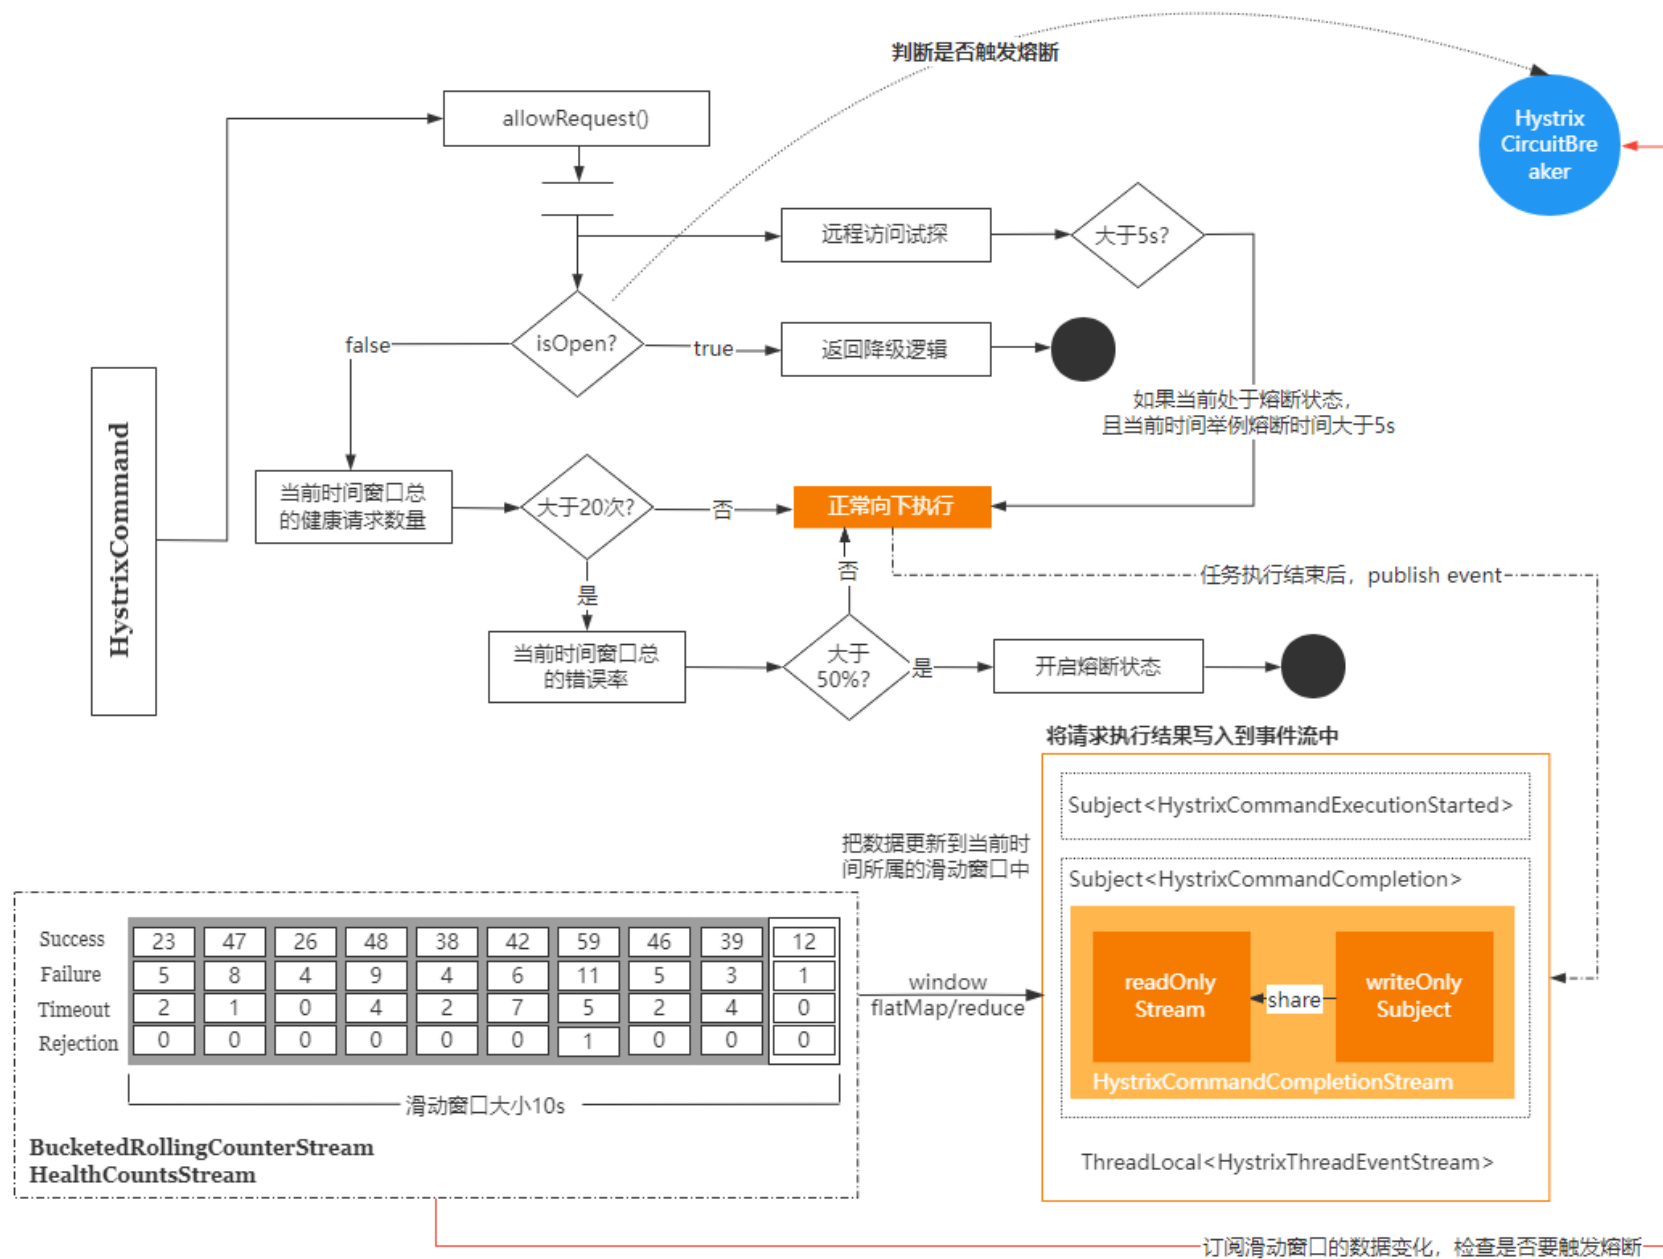 判断是否触发熔断
Hystrix
CircuitBre
aker
allowRequest()
远程访问试探
大于5s?
isOpen?
false
true
返回降级逻辑
如果当前处于熔断状态，
且当前时间举例熔断时间大于5s
HystrixCommand
当前时间窗口总
的健康请求数量
大于20次?
否
正常向下执行
否
任务执行结束后，publish event
是
当前时间窗口总
的错误率
大于
50%?
是
开启熔断状态
将请求执行结果写入到事件流中
Subject<HystrixCommandExecutionStarted>
把数据更新到当前时
间所属的滑动窗口中
Subject<HystrixCommandCompletion>
Success 23 47 26 48 38 42 59 46 39 12
Failure 5 8 4 9 4 6 11 5 3 1
Timeout 2 1 0 4 2 7 5 2 4 0
Rejection 0 0 0 0 0 0 1 0 0 0
window
flatMap/reduce
readOnly
Stream
share
writeOnly
Subject
HystrixCommandCompletionStream
滑动窗口大小10s
BucketedRollingCounterStream
HealthCountsStream
ThreadLocal<HystrixThreadEventStream>
订阅滑动窗口的数据变化，检查是否要触发熔断